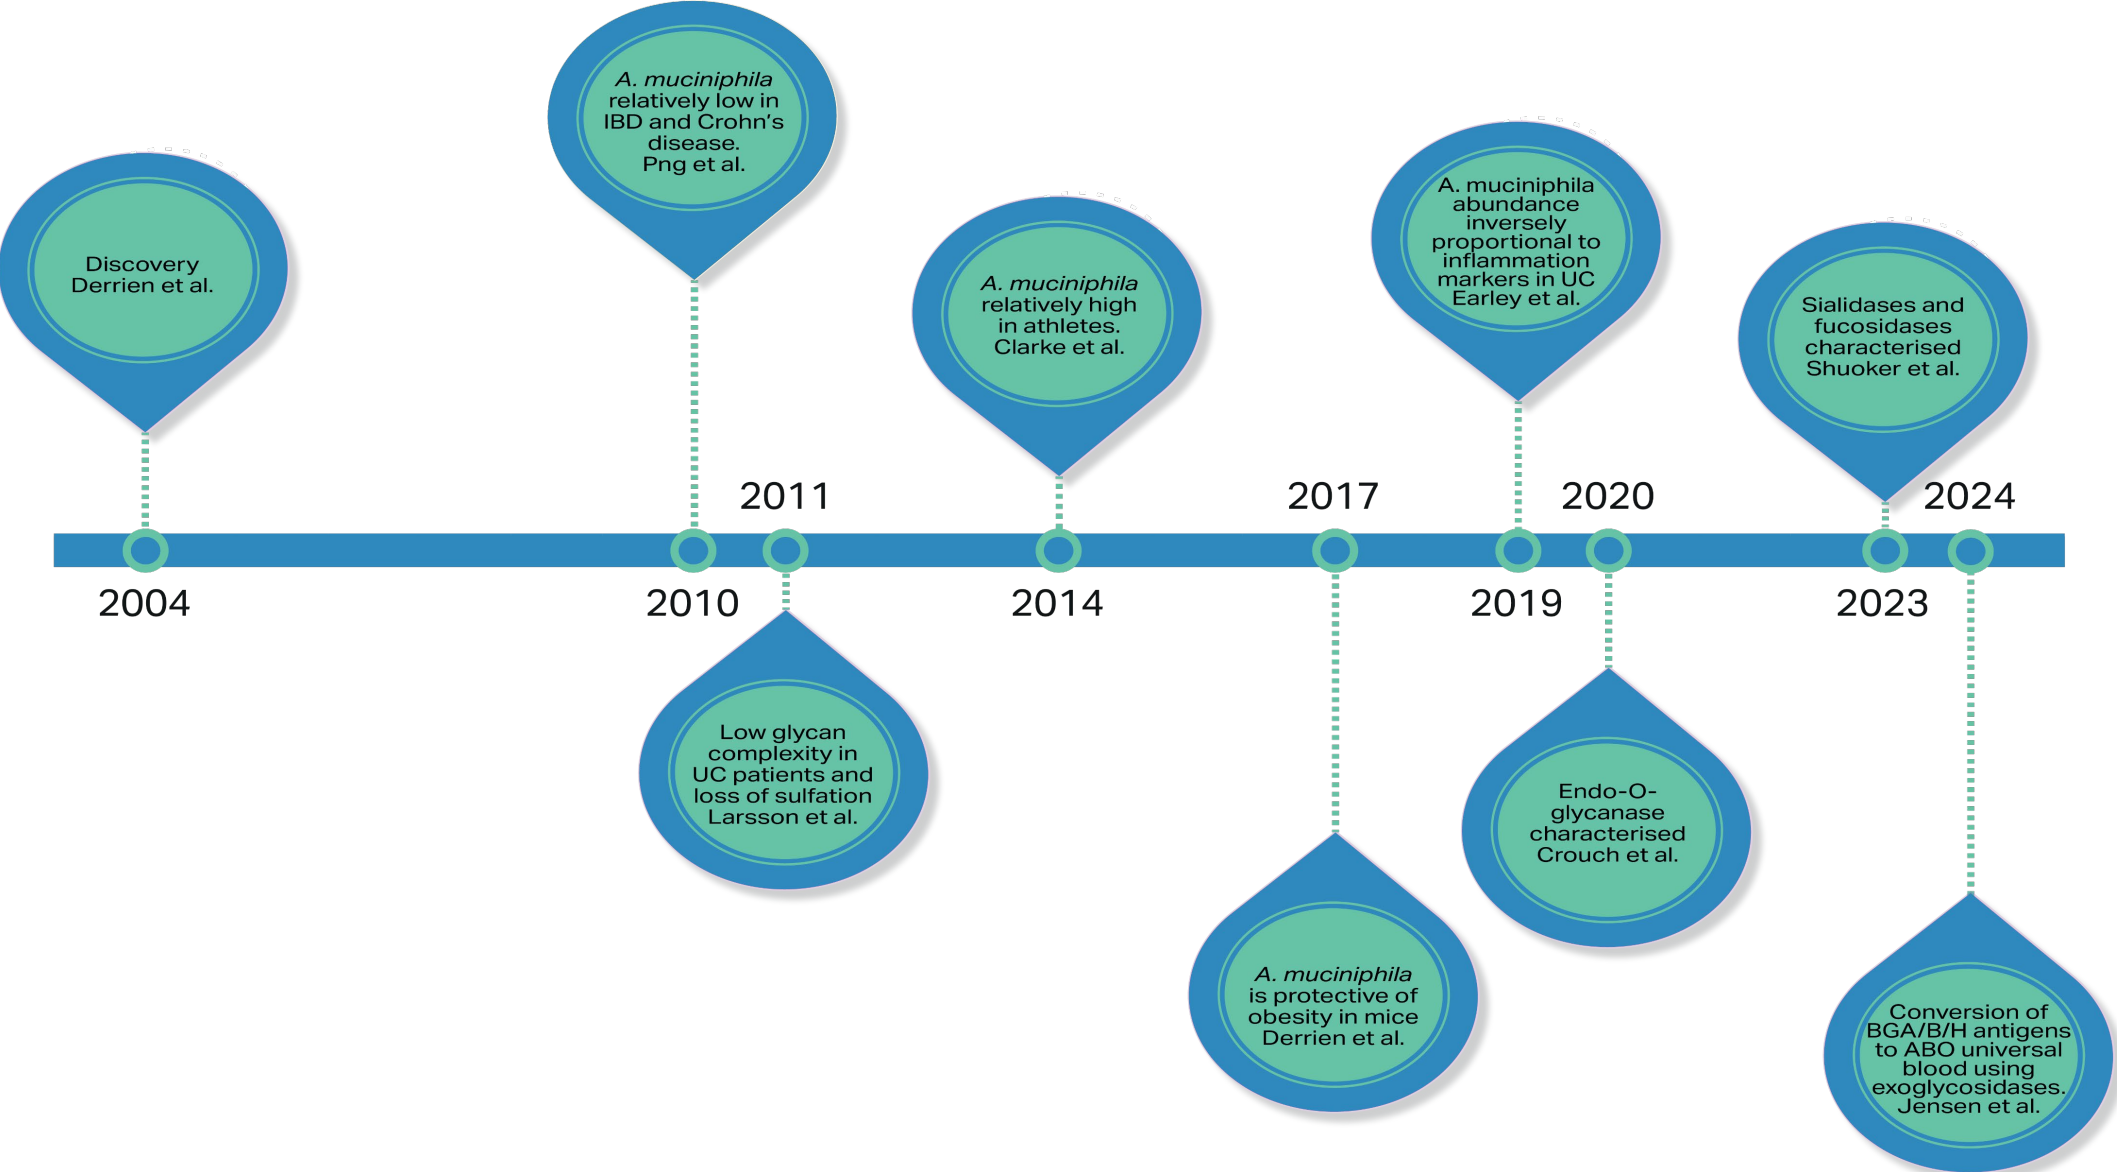 Discovery
Derrien et al.
2004
A. muciniphila
relatively low in
IBD and Crohn's
disease.
Png et al.
2010
2011
Low glycan
complexity in
UC patients and
loss of sulfation
Larsson et al.
A. muciniphila
relatively high
in athletes.
Clarke et al.
2014
2017
A. muciniphila
is protective of
obesity in mice
Derrien et al.
A. muciniphila
abundance
inversely
proportional to
inflammation
markers in UC
Earley et al.
2019
2020
Endo-O-
glycanase
characterised
Crouch et al.
Sialidases and
fucosidases
characterised
Shuoker et al.
2023
2024
Conversion of
BGA/B/H antigens
to ABO universal
blood using
exoglycosidases.
Jensen et al.